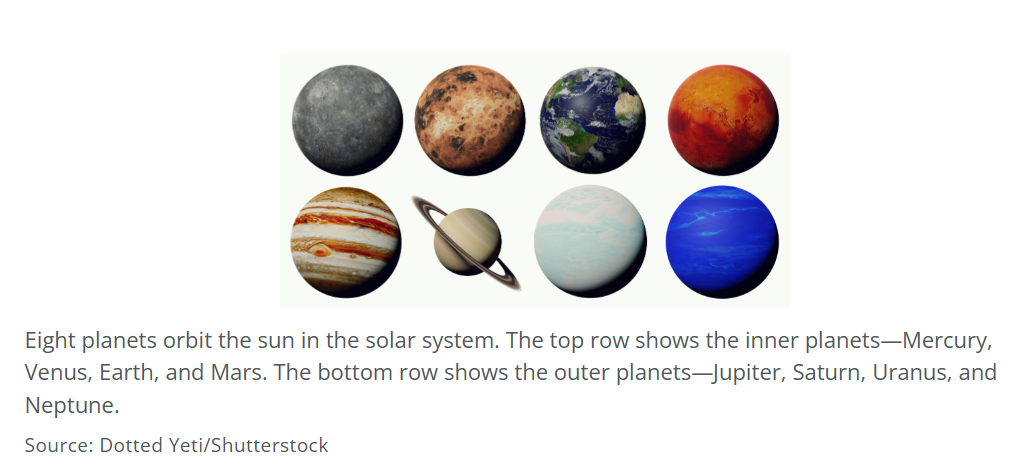 Eight planets orbit the sun in the solar system. The top row shows the inner planets—Mercury,
Venus, Earth, and Mars. The bottom row shows the outer planets—Jupiter, Saturn, Uranus, and
Neptune.
Source: Dotted Yeti/Shutterstock